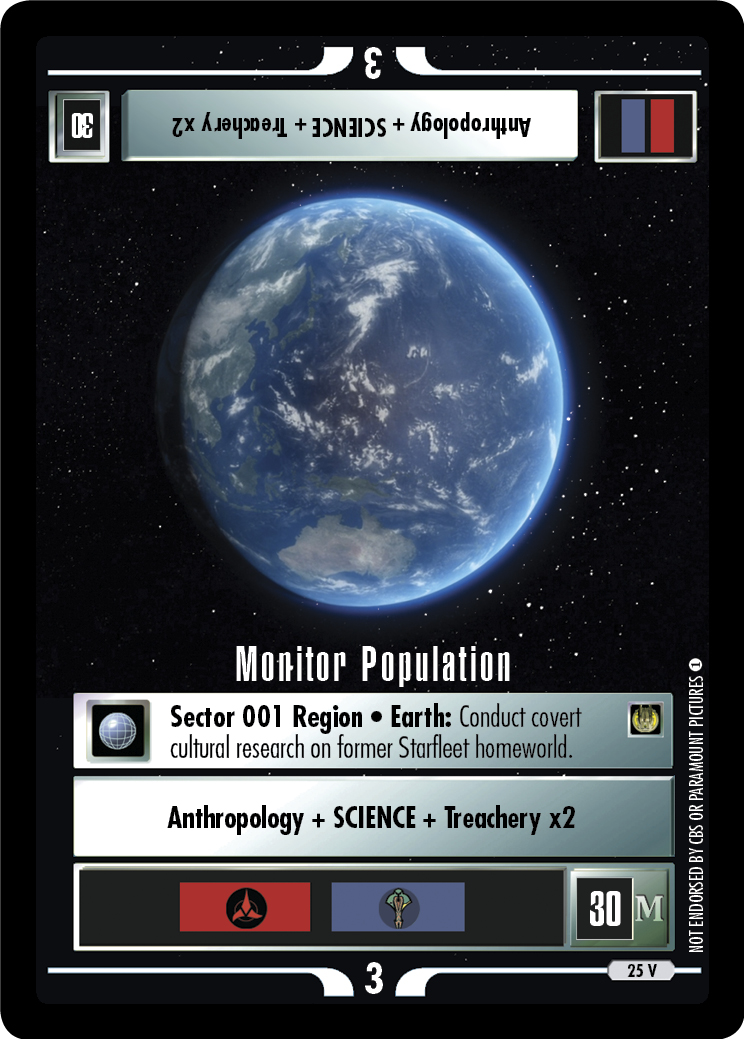 3
30
Anthropology + SCIENCE + Treachery x2
Monitor Population
Sector 001 Region • Earth: Conduct covert
cultural research on former Starfleet homeworld.
Anthropology + SCIENCE + Treachery x2
30 M
3
25 V
NOT ENDORSED BY CBS OR PARAMOUNT PICTURES 1